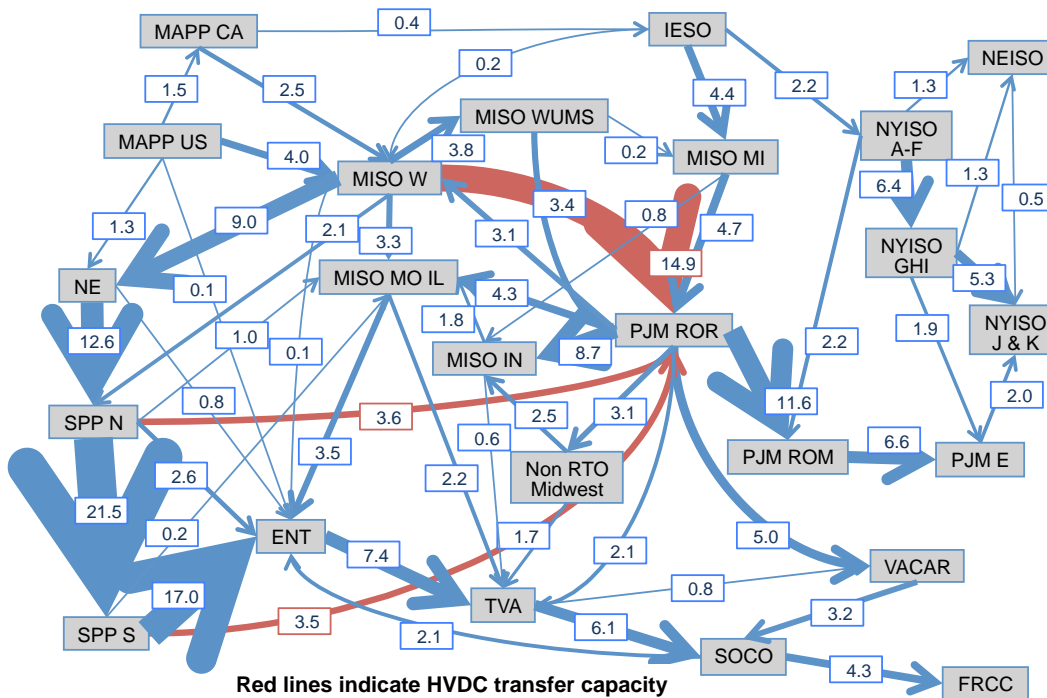 MAPP CA
0.4
IESO
NEISO
0.2
1.5
2.5
4.4
2.2
1.3
MAPP US
MISO WUMS
NYISO
A-F
4.0
3.8
0.2
MISO MI
MISO W
6.4
1.3
0.5
9.0
2.1
3.4
0.8
4.7
1.3
3.3
3.1
14.9
NYISO
GHI
5.3
NE
0.1
MISO MO IL
4.3
12.6
1.0
1.8
PJM ROR
1.9
NYISO
J & K
0.1
MISO IN
8.7
2.2
0.8
2.0
SPP N
3.6
2.5
3.1
11.6
0.6
PJM ROM
6.6
PJM E
2.6
3.5
2.2
Non RTO
Midwest
21.5
0.2
ENT
1.7
2.1
5.0
7.4
VACAR
17.0
TVA
0.8
SPP S
3.5
2.1
6.1
3.2
SOCO
4.3
FRCC
Red lines indicate HVDC transfer capacity